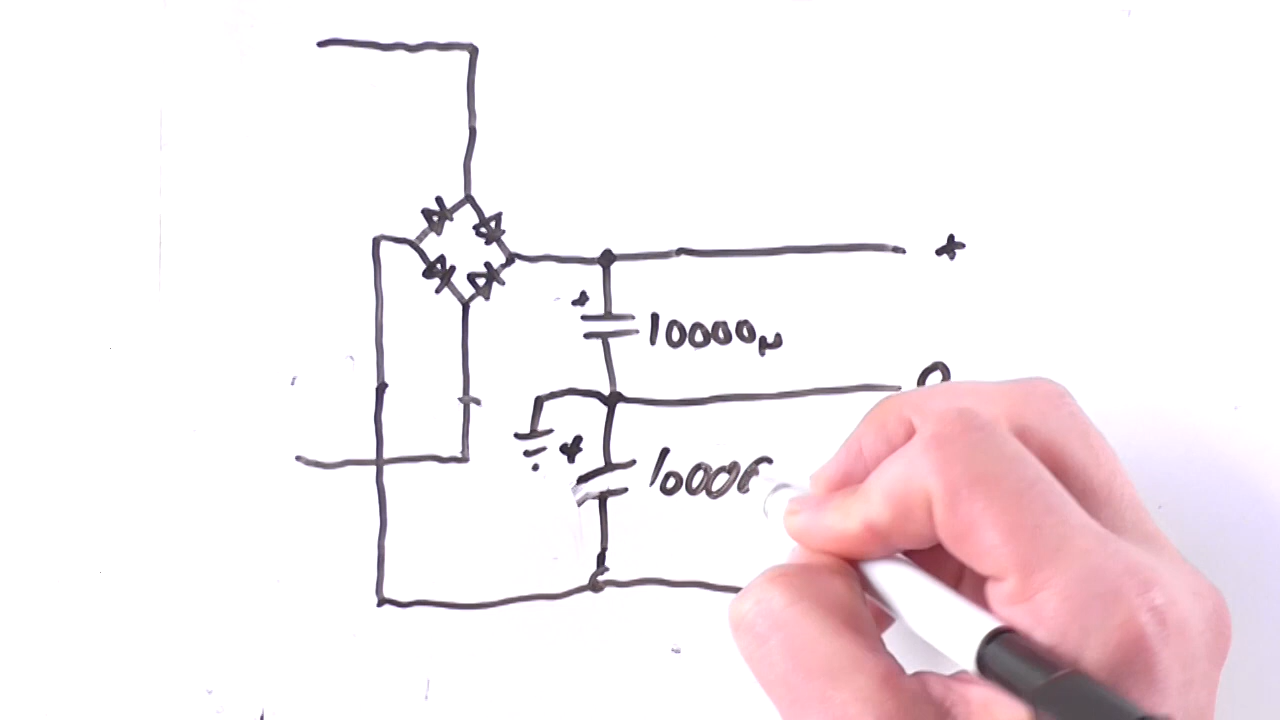 +
+ 10000µ
0
+ 1000